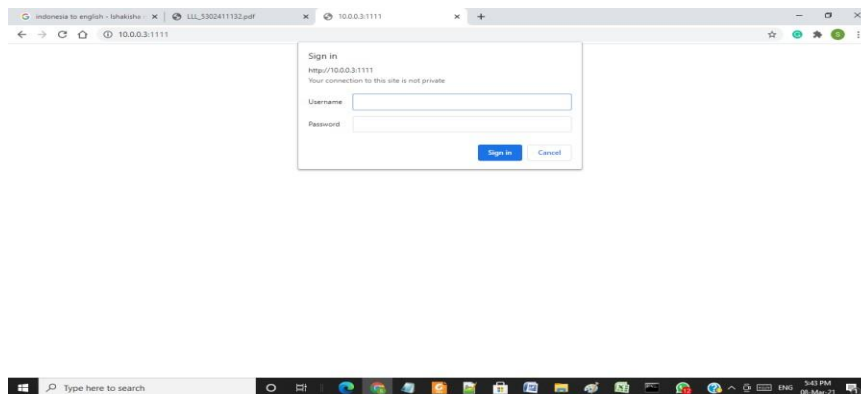 indonesia to english - Ishakisho
LLL_5302411132.pdf
10.0.0.3:1111
10.0.0.3:1111
S
Sign in
http://10.0.0.3:1111
Your connection to this site is not private
Username
Password
Sign in
Cancel
Type here to search
ENG
5:43 PM
08-Mar-21